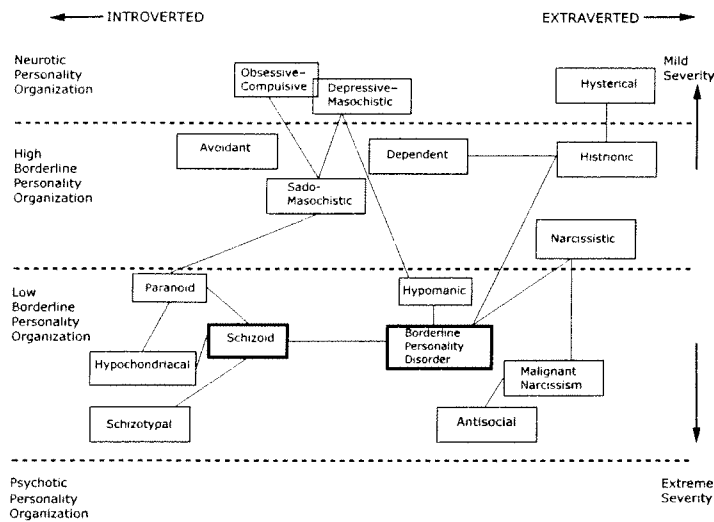 INTROVERTED
EXTRAVERTED
Neurotic
Personality
Organization
Obsessive-
Compulsive
Depressive-
Masochistic
Hysterical
Mild
Severity
High
Borderline
Personality
Organization
Avoidant
Dependent
Histrionic
Sado-
Masochistic
Narcissistic
Low
Borderline
Personality
Organization
Paranoid
Hypomanic
Schizoid
Borderline
Personality
Disorder
Hypochondriacal
Malignant
Narcissism
Schizotypal
Antisocial
Psychotic
Personality
Organization
Extreme
Severity